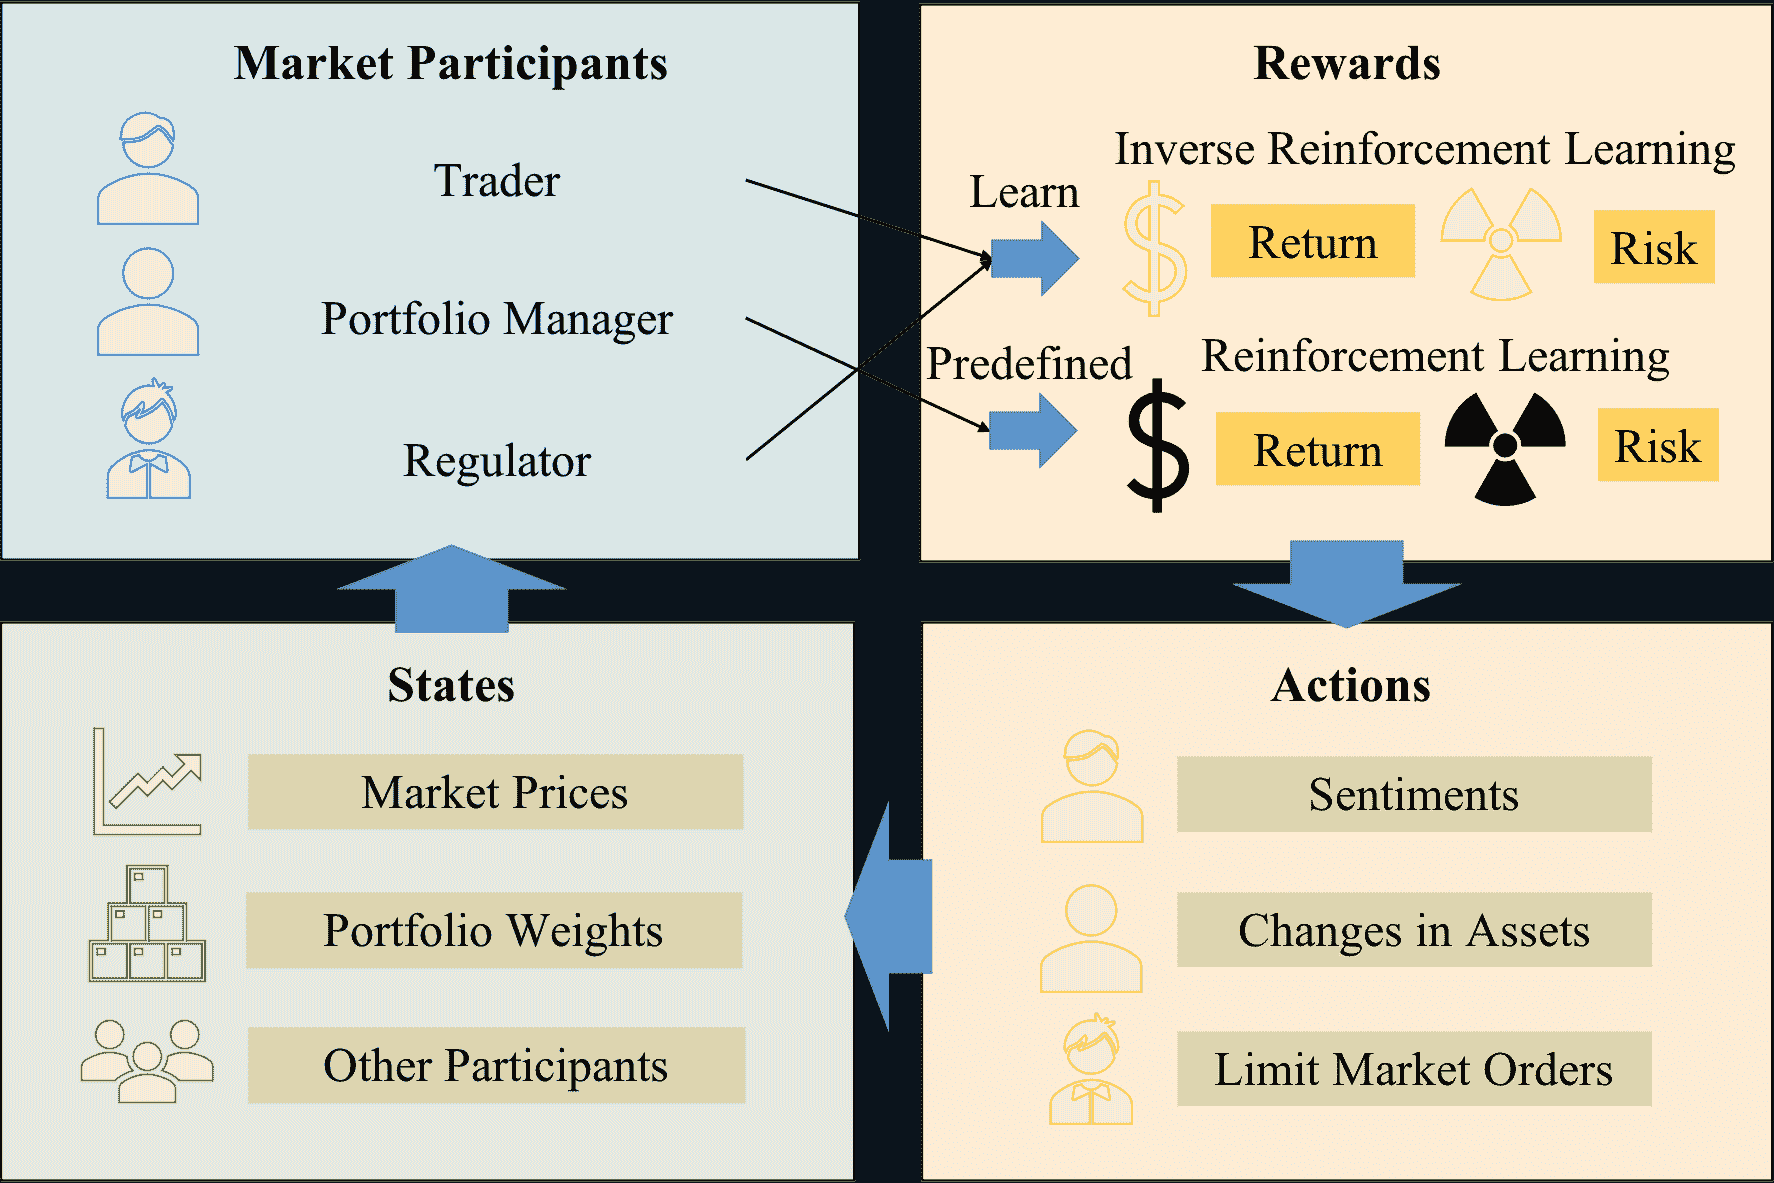 Market Participants
Trader
Portfolio Manager
Regulator
Rewards
Inverse Reinforcement Learning
Learn
Return
Risk
Predefined
Reinforcement Learning
Return
Risk
States
Market Prices
Portfolio Weights
Other Participants
Actions
Sentiments
Changes in Assets
Limit Market Orders